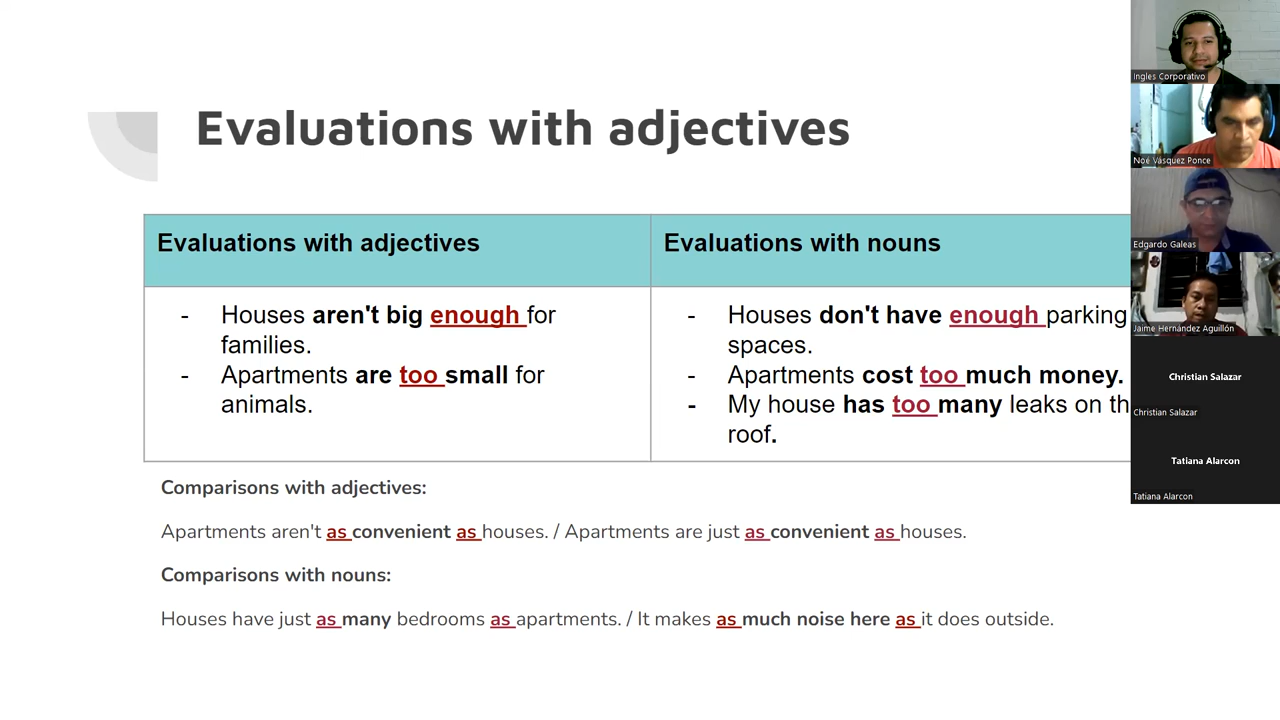 Evaluations with adjectives
Evaluations with adjectives
Evaluations with nouns
- Houses aren't big enough for
families.
- Apartments are too small for
animals.
- Houses don't have enough parking
spaces.
- Apartments cost too much money.
- My house has too many leaks on th
roof.
Comparisons with adjectives:
Apartments aren't as convenient as houses. / Apartments are just as convenient as houses.
Comparisons with nouns:
Houses have just as many bedrooms as apartments. / It makes as much noise here as it does outside.
Ingles Corporativo
Noé Vásquez Ponce
Edgardo Galeas
Jaime Hernández Aguillón
Christian Salazar
Christian Salazar
Tatiana Alarcon
Tatiana Alarcon